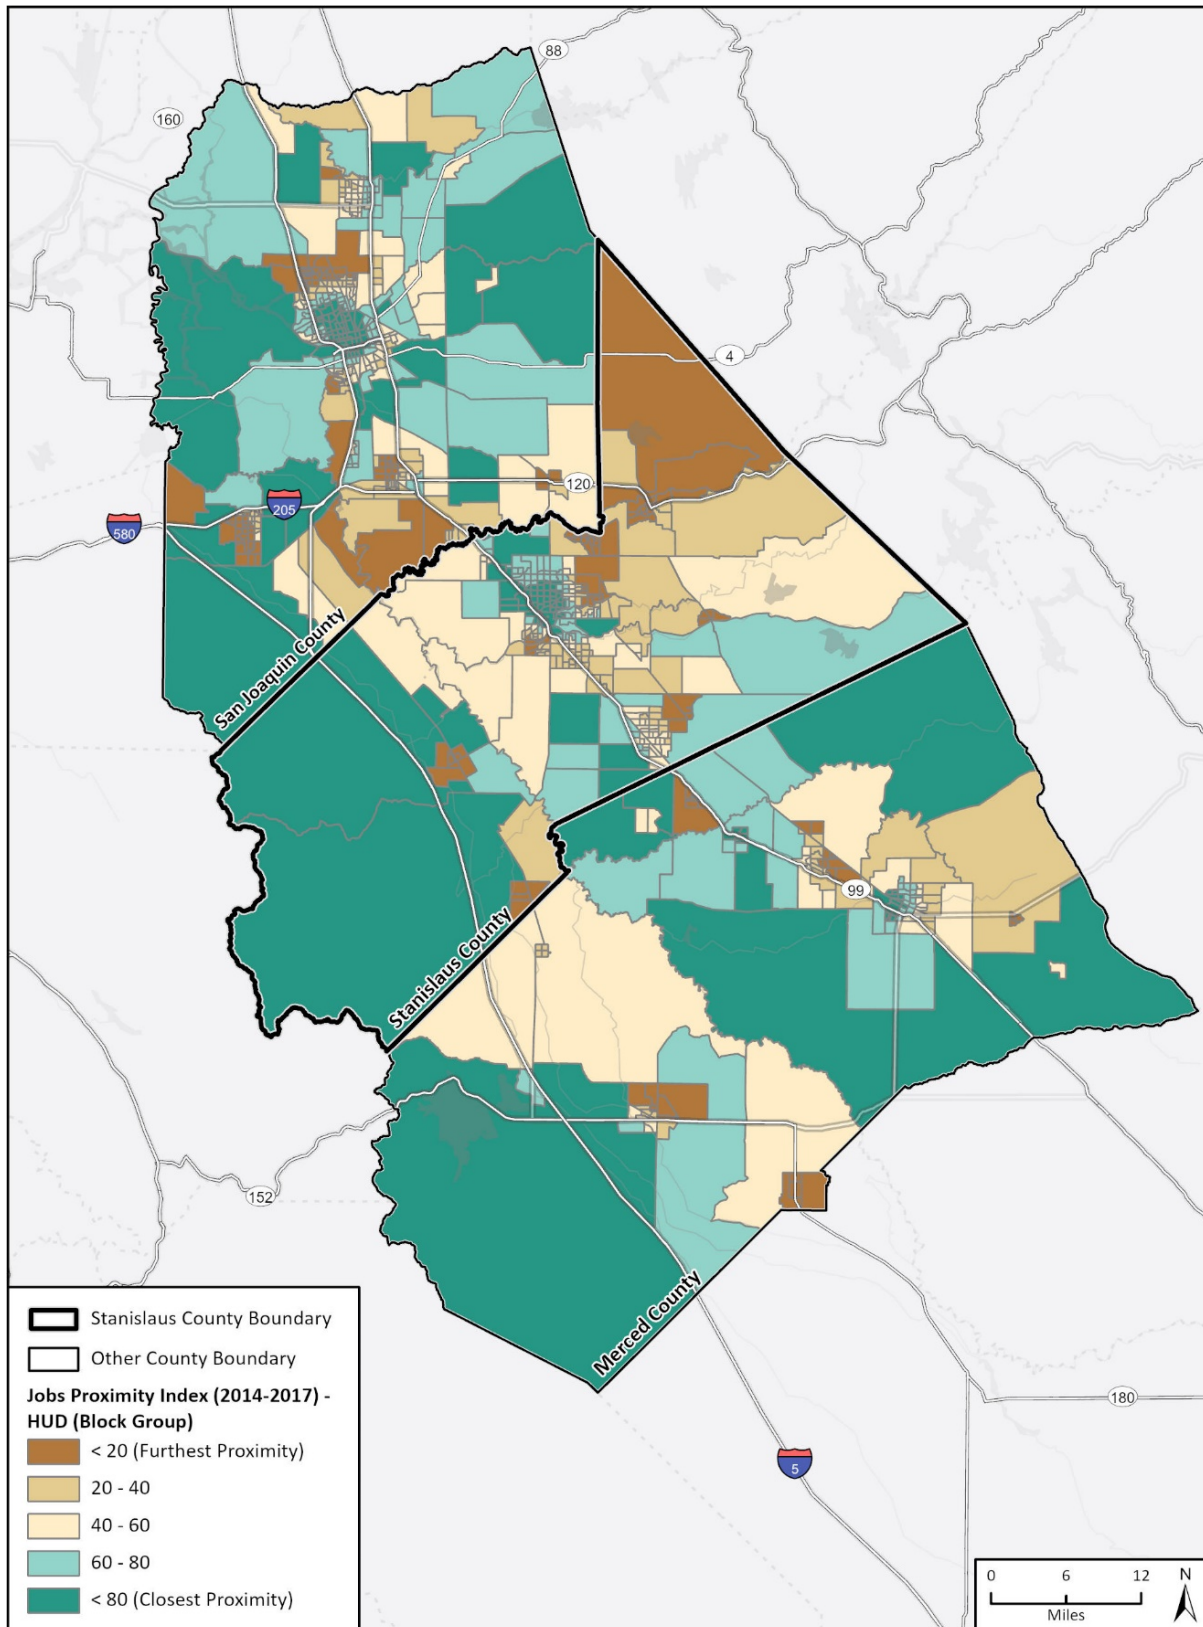 88
160
4
120
205
580
San Joaquin County
99
Stanislaus County
152
Merced County
180
5
Stanislaus County Boundary
Other County Boundary
Jobs Proximity Index (2014-2017) -
HUD (Block Group)
< 20 (Furthest Proximity)
20 - 40
40 - 60
60 - 80
< 80 (Closest Proximity)
0 6 12
Miles
N